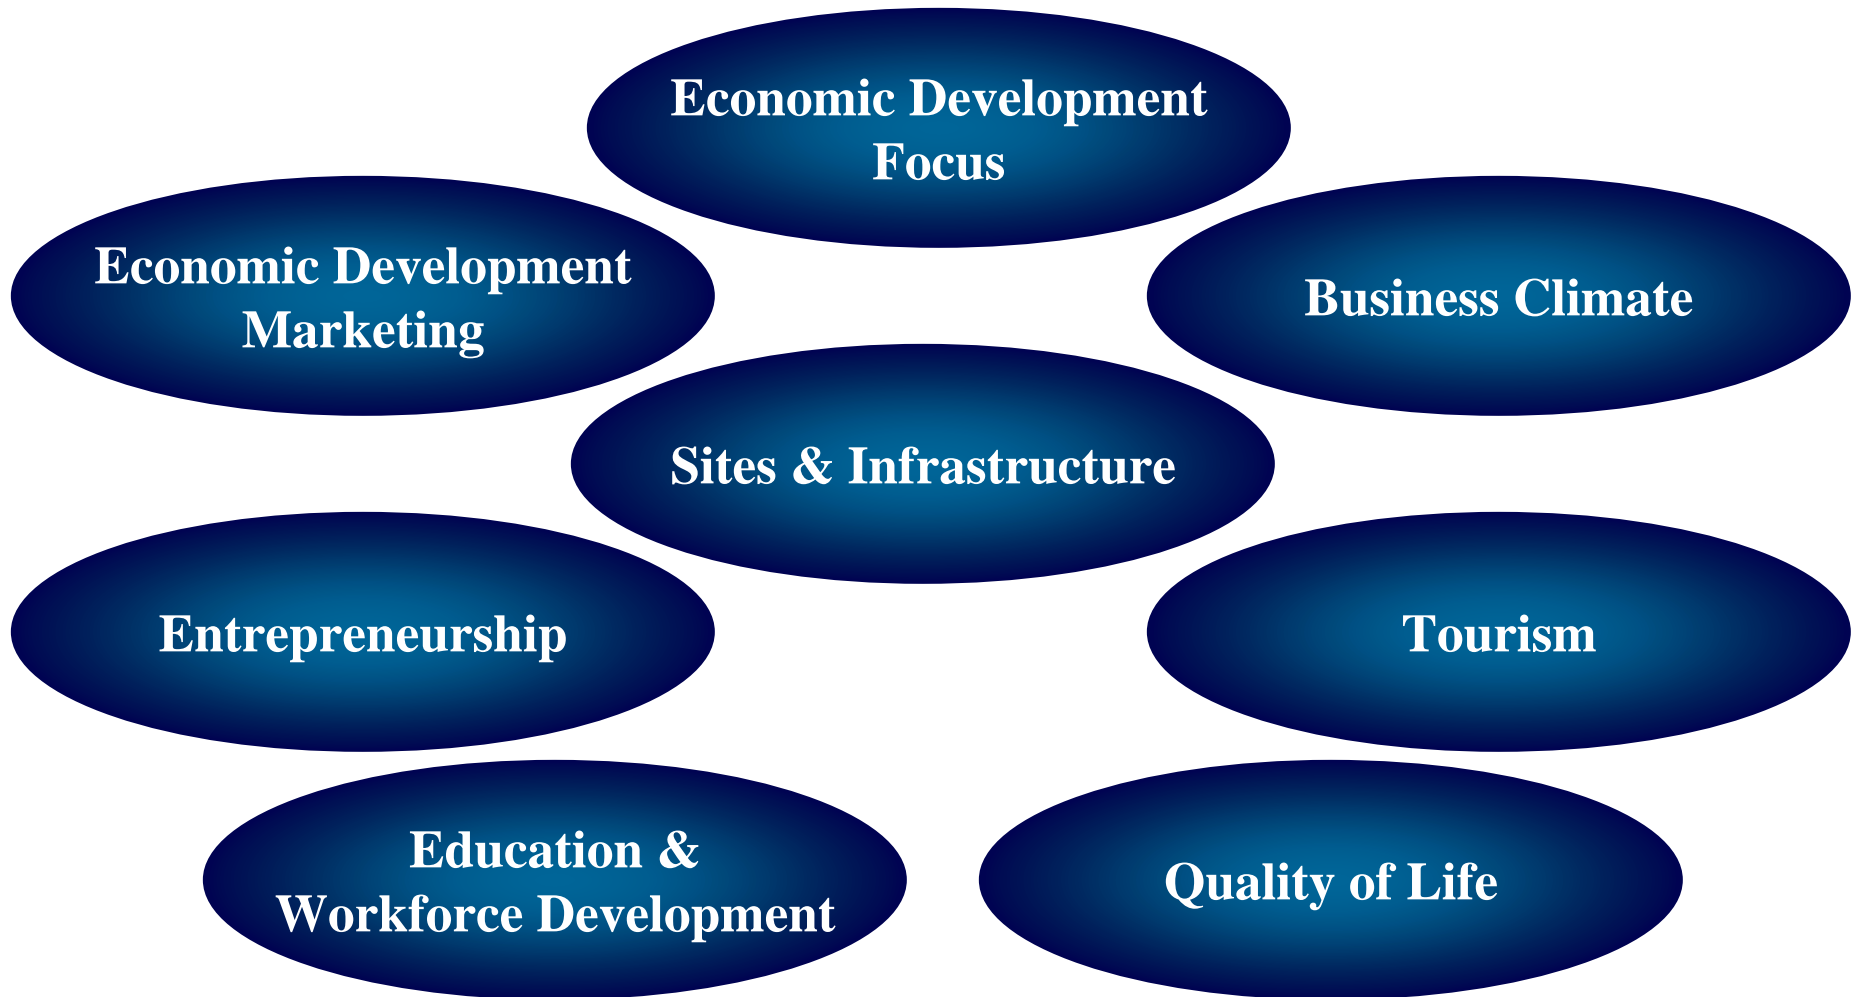 Economic Development
Focus
Economic Development
Marketing
Business Climate
Sites & Infrastructure
Entrepreneurship
Tourism
Education &
Workforce Development
Quality of Life